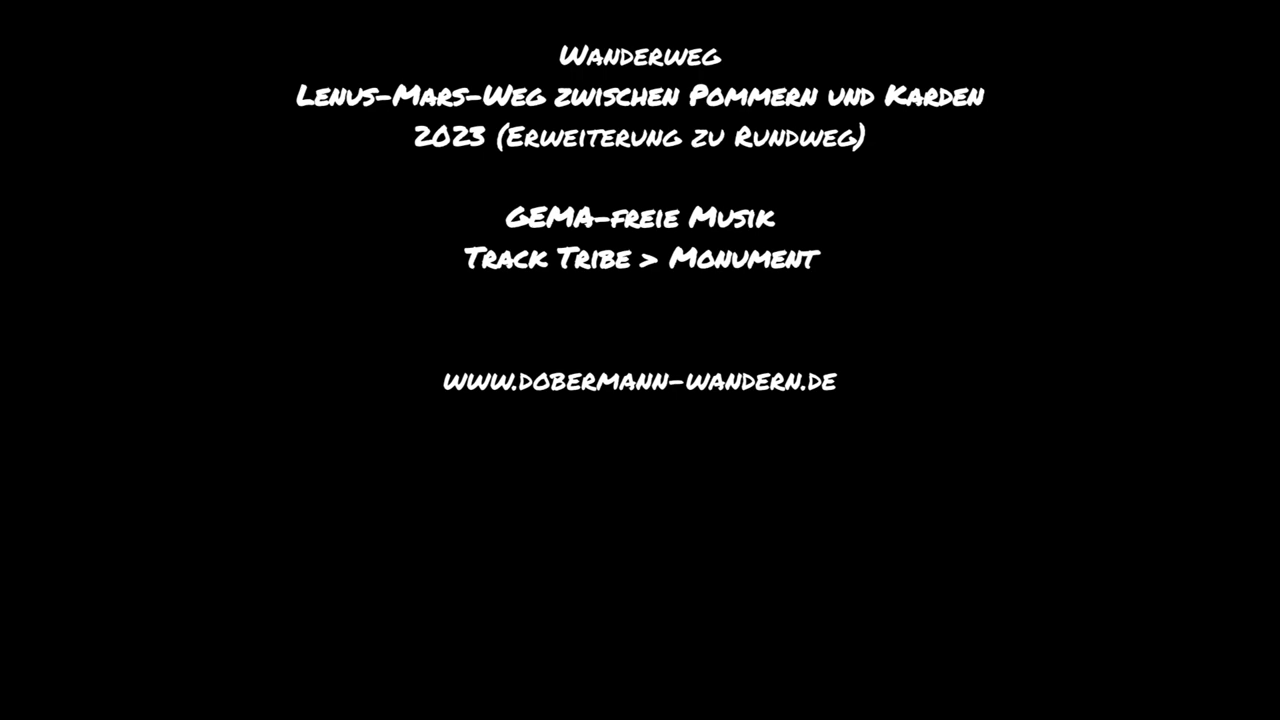 Wanderweg
Lenus-Mars-Weg zwischen Pommern und Karden
2023 (Erweiterung zu Rundweg)
GEMA-freie Musik
Track Tribe > Monument
www.dobermann-wandern.de